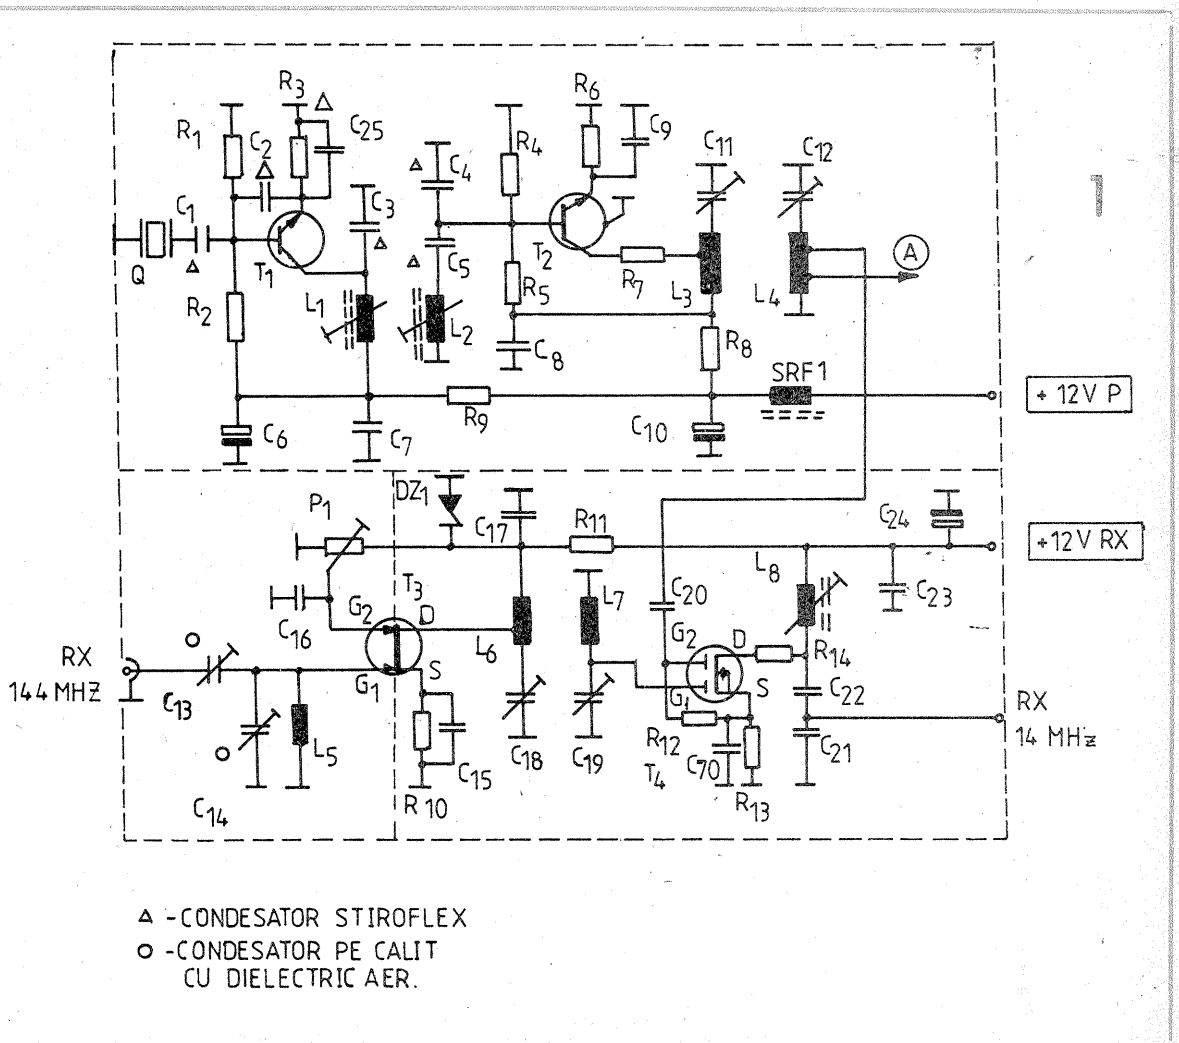 R3
C25
R1
C2
C1
Q
T1
R2
C3
L1
C4
C5
L2
R4
R6
C9
T2
R5
R7
C8
C11
L3
R8
C12
L4
A
SRF1
+ 12V P
C6
C7
R9
C10
P1
DZ1
C17
R11
C24
+12V RX
C16
T3
G2
D
G1
S
L6
L7
C20
L8
C23
G2
D
G1
S
R14
C22
RX
144 MHZ
C13
L5
C14
R10
C15
C18
C19
R12
T4
C70
R13
C21
RX
14 MHz
1
△ -CONDESATOR STIROFLEX
○ -CONDESATOR PE CALIT
CU DIELECTRIC AER.